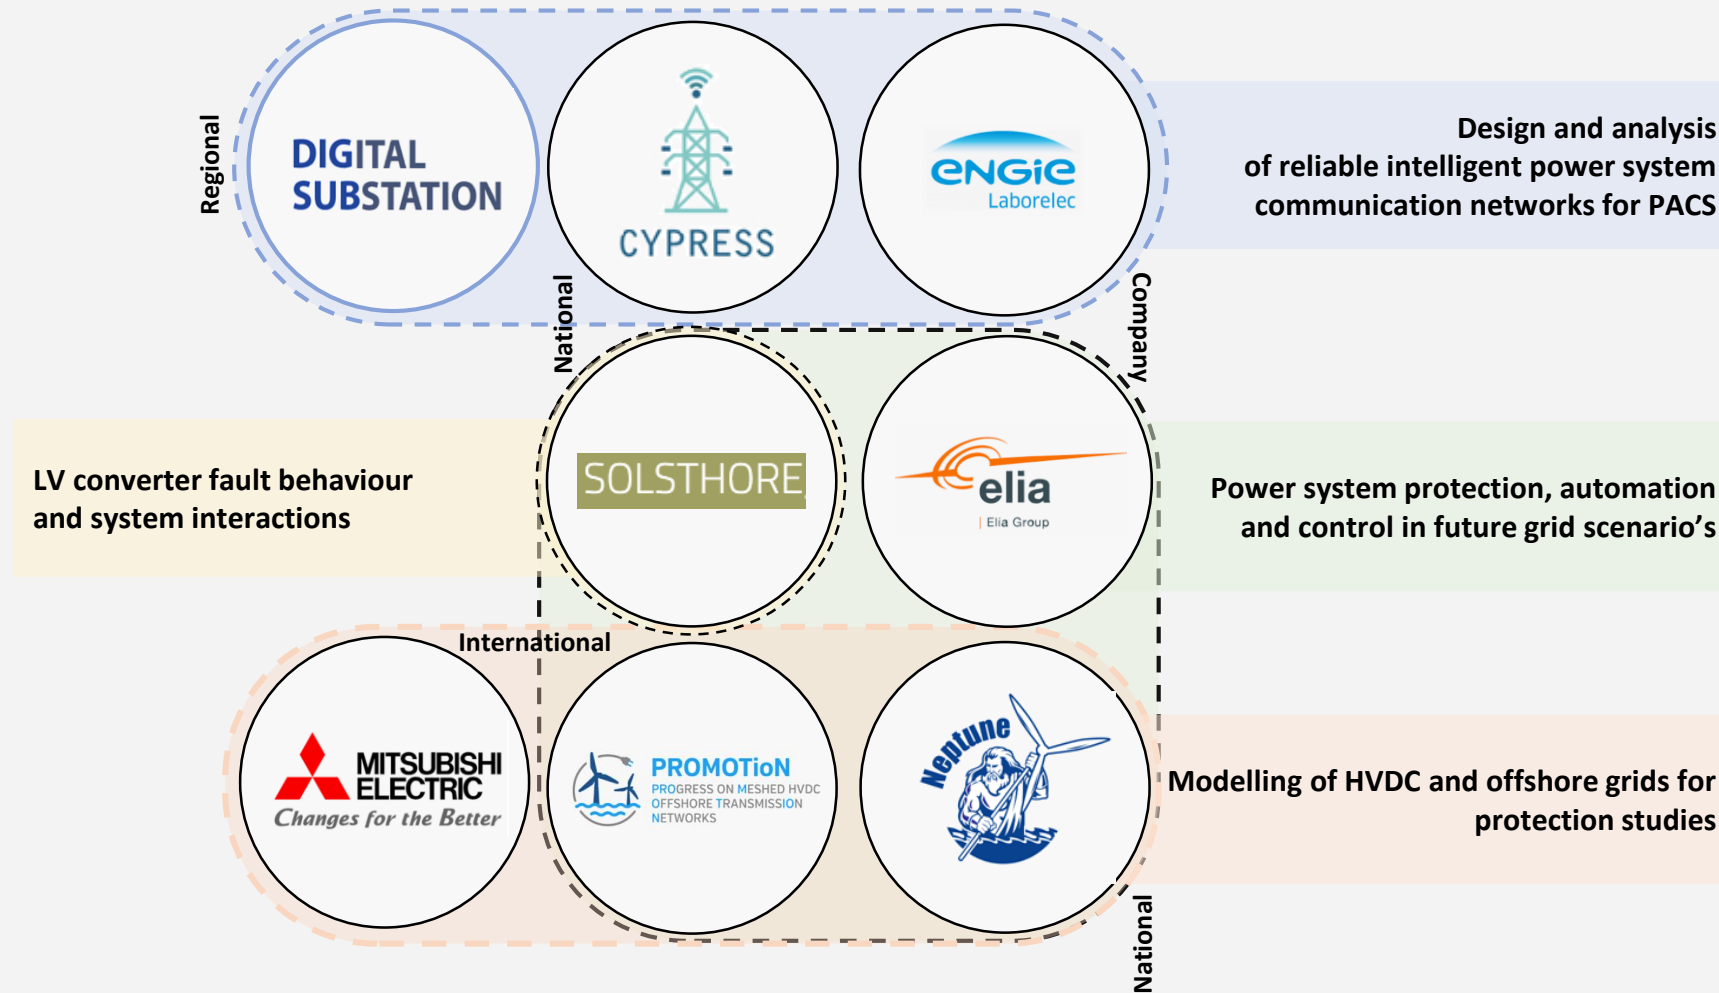 Regional
DIGITAL
SUBSTATION
CYPRESS
ENGIE
Laborelec
Design and analysis
of reliable intelligent power system
communication networks for PACS
National
Company
LV converter fault behaviour
and system interactions
SOLSTHORE
elia
| Elia Group
Power system protection, automation
and control in future grid scenario’s
International
MITSUBISHI
ELECTRIC
Changes for the Better
PROMOTioN
PROGRESS ON MESHED HVDC
OFFSHORE TRANSMISSION
NETWORKS
Neptune
Modelling of HVDC and offshore grids for
protection studies
National